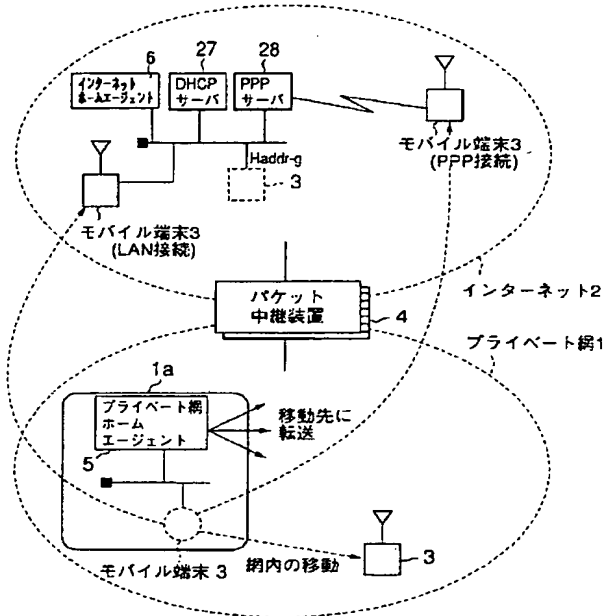 6
27
28
インターネット
ホームエージェント
DHCP
サーバ
PPP
サーバ
Haddr-g
3
モバイル端末3
(PPP接続)
モバイル端末3
(LAN接続)
インターネット2
パケット
中継装置
4
プライベート網1
1a
プライベート網
ホーム
エージェント
5
移動先に
転送
モバイル端末3
網内の移動
3